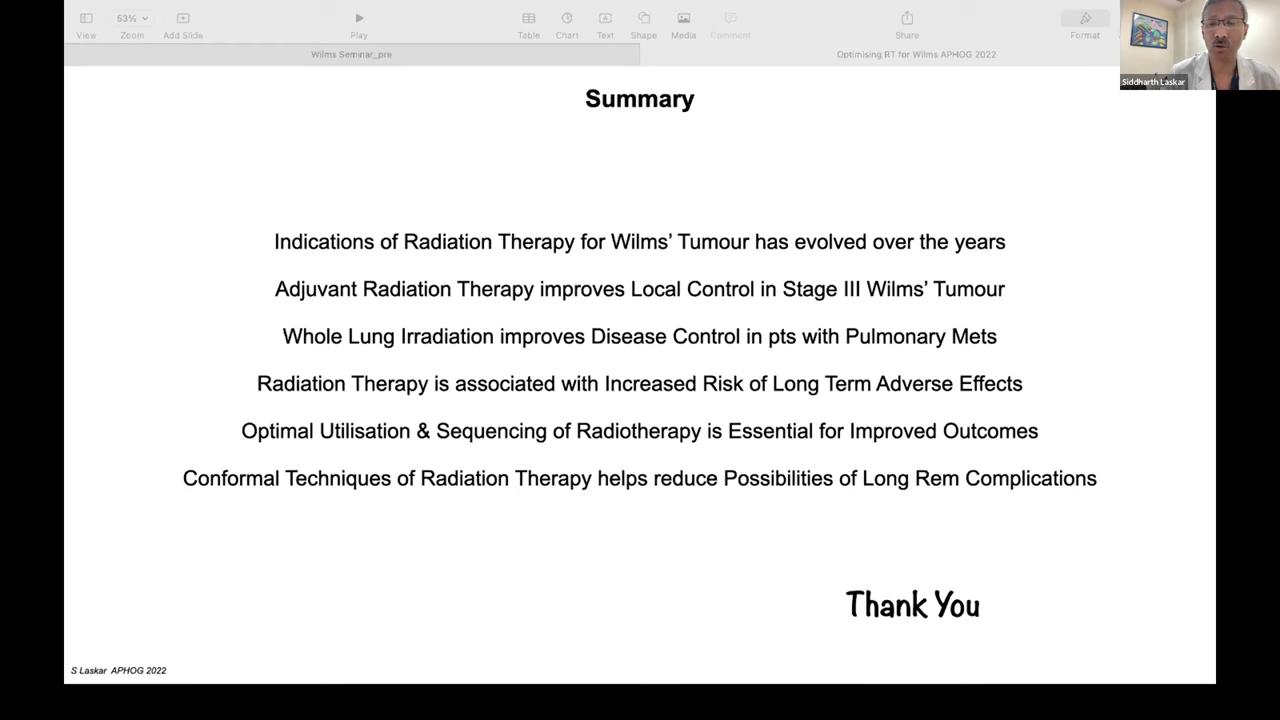 View
53%
Zoom
Add Slide
Play
Table
Chart
Text
Shape
Media
Comment
Share
Format
Wilms Seminar_pre
Optimising RT for Wilms APHOG 2022
Siddharth Laskar
Summary
Indications of Radiation Therapy for Wilms’ Tumour has evolved over the years
Adjuvant Radiation Therapy improves Local Control in Stage III Wilms’ Tumour
Whole Lung Irradiation improves Disease Control in pts with Pulmonary Mets
Radiation Therapy is associated with Increased Risk of Long Term Adverse Effects
Optimal Utilisation & Sequencing of Radiotherapy is Essential for Improved Outcomes
Conformal Techniques of Radiation Therapy helps reduce Possibilities of Long Rem Complications
Thank You
S Laskar APHOG 2022